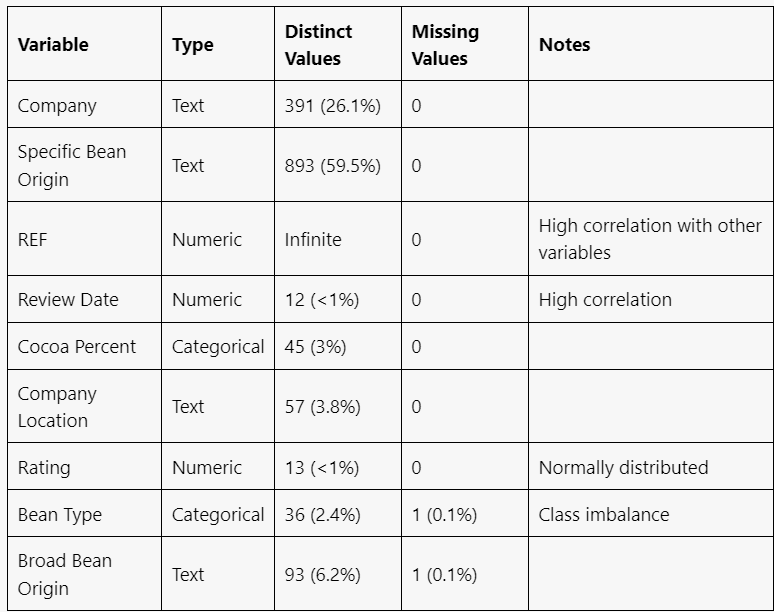 Variable Type Distinct Values Missing Values Notes
Company Text 391 (26.1%) 0
Specific Bean Origin Text 893 (59.5%) 0
REF Numeric Infinite 0 High correlation with other variables
Review Date Numeric 12 (<1%) 0 High correlation
Cocoa Percent Categorical 45 (3%) 0
Company Location Text 57 (3.8%) 0
Rating Numeric 13 (<1%) 0 Normally distributed
Bean Type Categorical 36 (2.4%) 1 (0.1%) Class imbalance
Broad Bean Origin Text 93 (6.2%) 1 (0.1%)